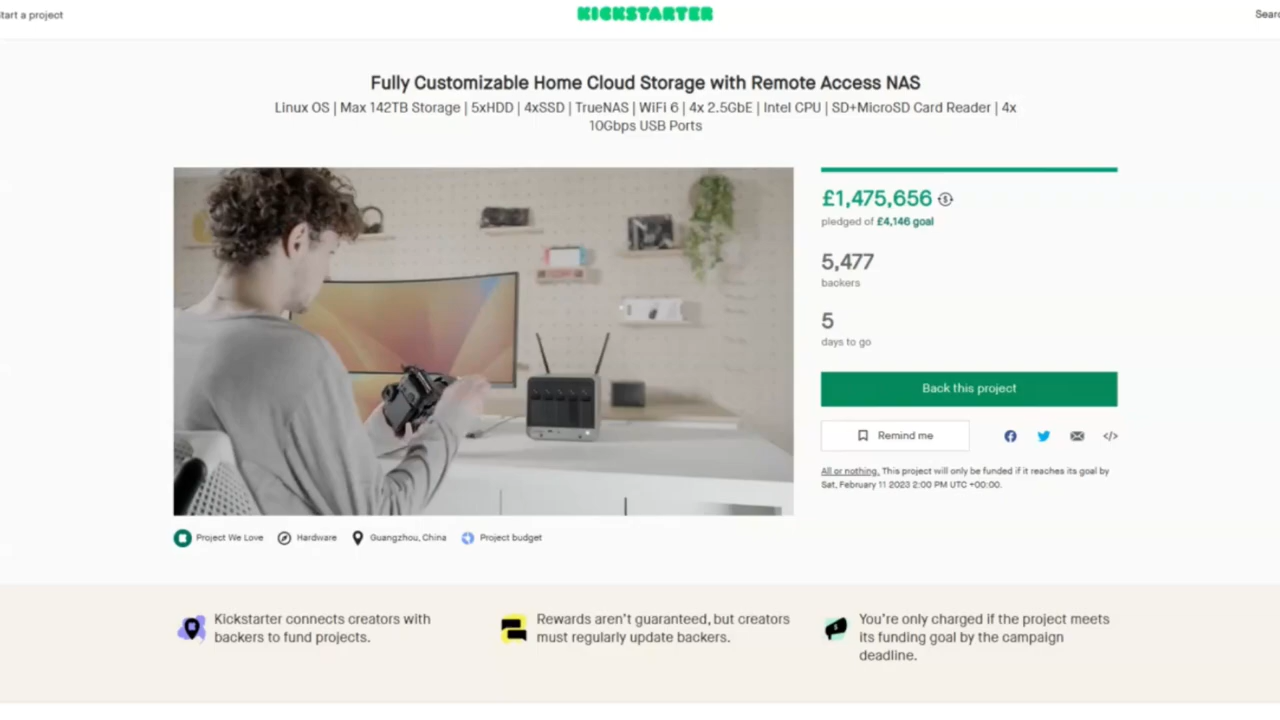 Start a project
KICKSTARTER
Fully Customizable Home Cloud Storage with Remote Access NAS
Linux OS | Max 142TB Storage | 5xHDD | 4xSSD | TrueNAS | WiFi 6 | 4x 2.5GbE | Intel CPU | SD+MicroSD Card Reader | 4x
10Gbps USB Ports
£1,475,656
pledged of £4,146 goal
5,477
backers
5
days to go
Back this project
Remind me
All or nothing. This project will only be funded if it reaches its goal by
Sat, February 11 2023 2:00 PM UTC +00:00.
Project We Love
Hardware
Guangzhou, China
Project budget
Kickstarter connects creators with
backers to fund projects.
Rewards aren't guaranteed, but creators
must regularly update backers.
You're only charged if the project meets
its funding goal by the campaign
deadline.